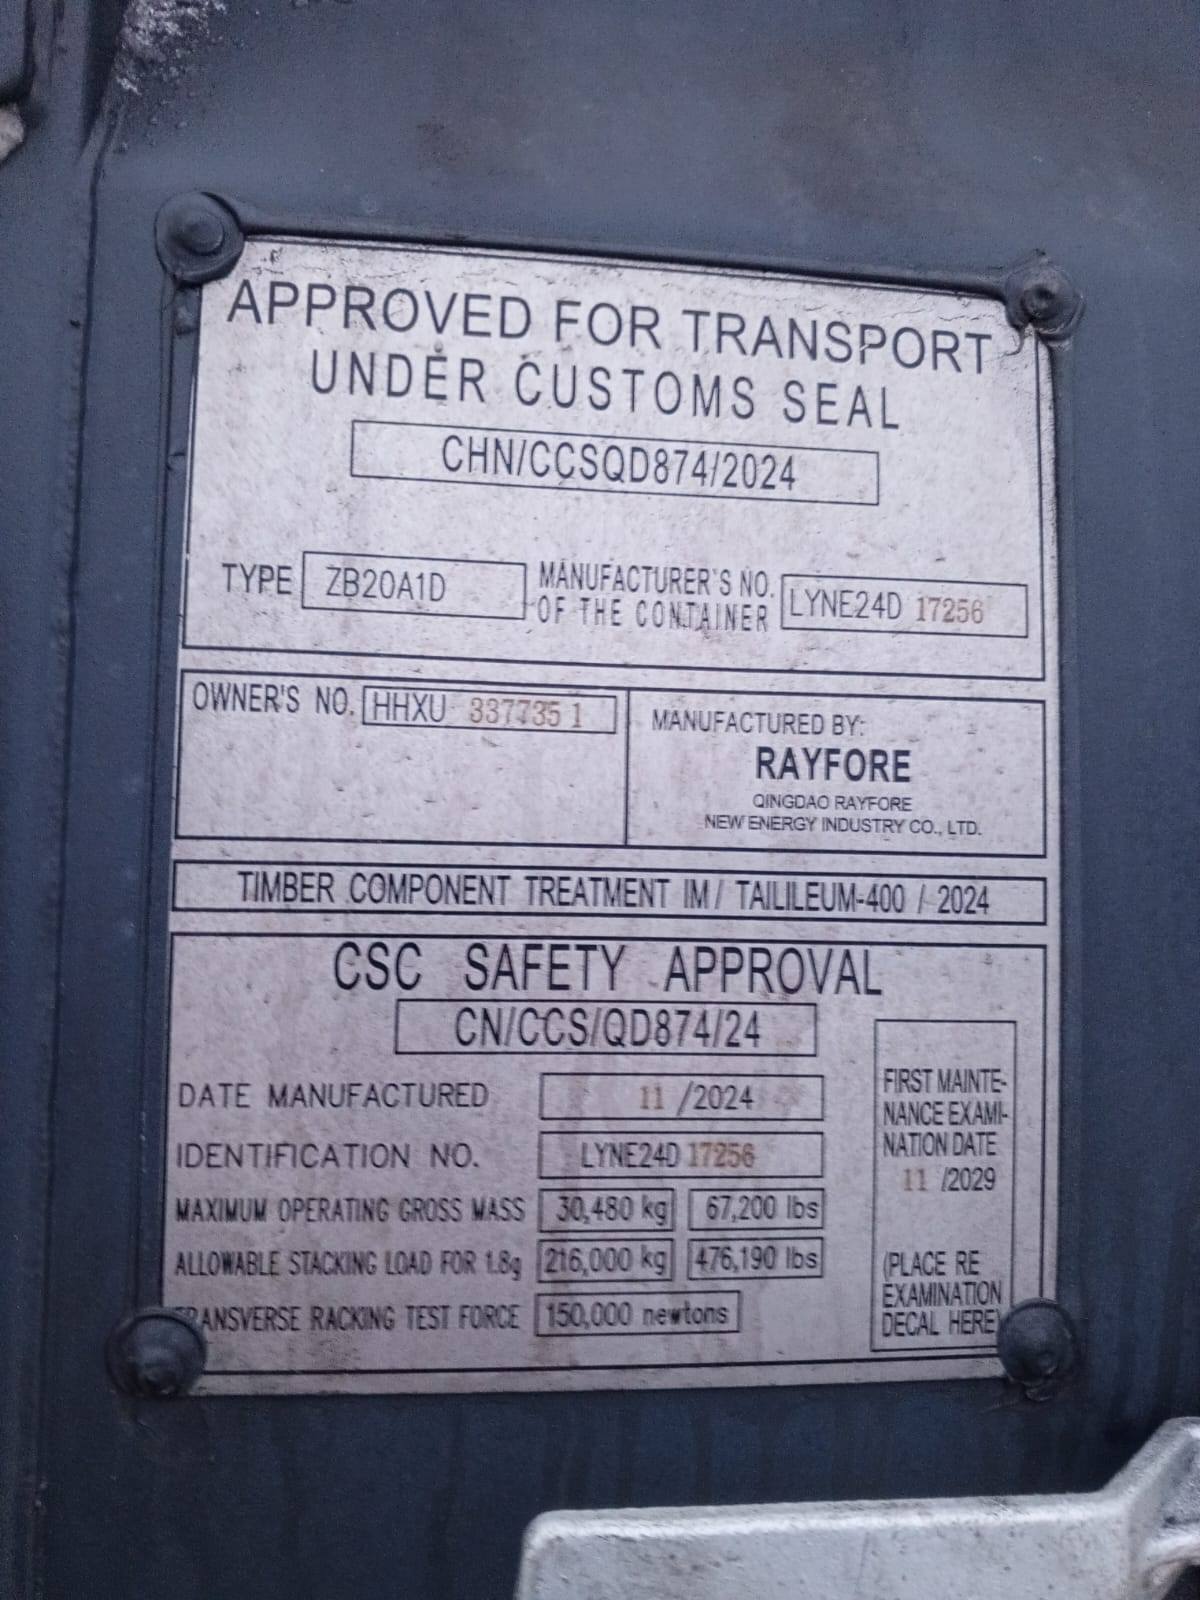 APPROVED FOR TRANSPORT
UNDER CUSTOMS SEAL
CHN/CCSQD874/2024
TYPE ZB20A1D MANUFACTURER'S NO. OF THE CONTAINER LYNE24D 17256
OWNER'S NO. HHXU 337735 1
MANUFACTURED BY:
RAYFORE
QINGDAO RAYFORE
NEW ENERGY INDUSTRY CO., LTD.
TIMBER COMPONENT TREATMENT IM / TAILILEUM-400 / 2024
CSC SAFETY APPROVAL
CN/CCS/QD874/24
DATE MANUFACTURED 11 /2024
IDENTIFICATION NO. LYNE24D 17256
MAXIMUM OPERATING GROSS MASS 30,480 kg 67,200 lbs
ALLOWABLE STACKING LOAD FOR 1.8g 216,000 kg 476,190 lbs
TRANSVERSE RACKING TEST FORCE 150,000 newtons
FIRST MAINTE-
NANCE EXAMI-
NATION DATE
11 /2029
(PLACE RE
EXAMINATION
DECAL HERE)